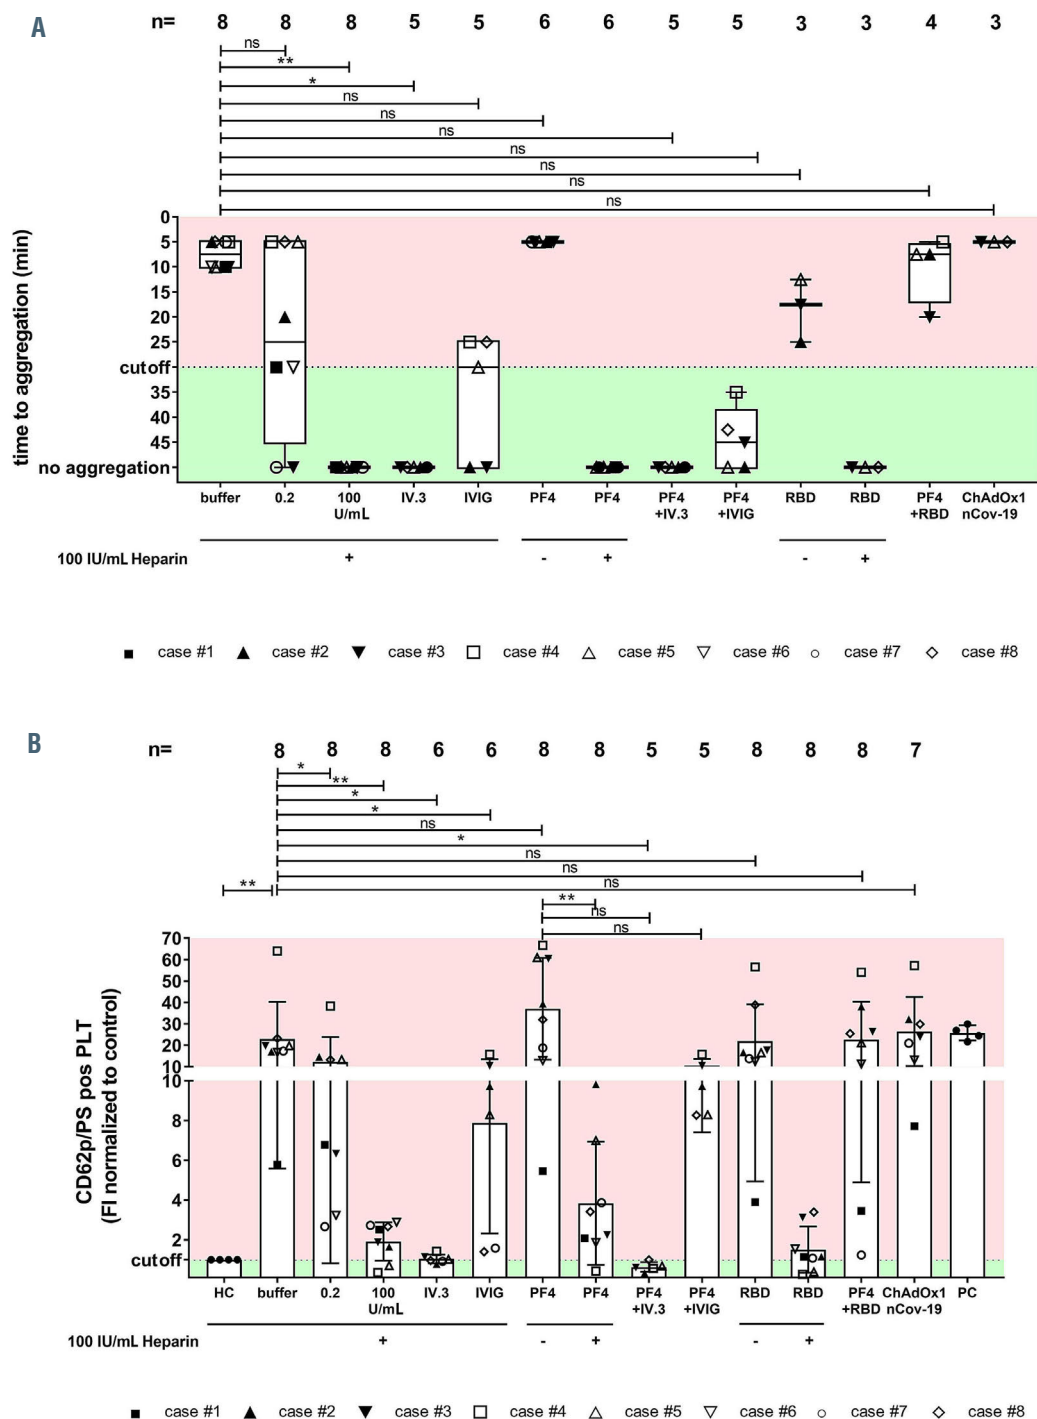 A
n= 8 8 8 5 5 6 6 6 5 3 3 4 3
ns
**
*
ns
ns
ns
ns
ns
ns
ns
time to aggregation (min)
0
5
10
15
20
25
cutoff
35
40
45
no aggregation
buffer 0.2 100 IV.3 IVIG PF4 PF4 PF4 PF4 RBD RBD PF4 ChAdOx1
U/mL +IV.3 +IVIG +RBD nCov-19
100 IU/mL Heparin + - + - +
case #1 case #2 case #3 case #4 case #5 case #6 case #7 case #8
B
n= 8 8 8 6 6 8 8 5 5 8 8 8 7
*
**
*
*
ns
*
ns
ns
** ns
**
ns
ns
CD62p/PS pos PLT
(FI normalized to control)
70
60
50
40
30
20
10
10
8
6
4
2
cutoff
HC buffer 0.2 100 IV.3 IVIG PF4 PF4 PF4 PF4 RBD RBD PF4 ChAdOx1 PC
U/mL +IV.3 +IVIG +RBD nCov-19
100 IU/mL Heparin + - + - +
case #1 case #2 case #3 case #4 case #5 case #6 case #7 case #8